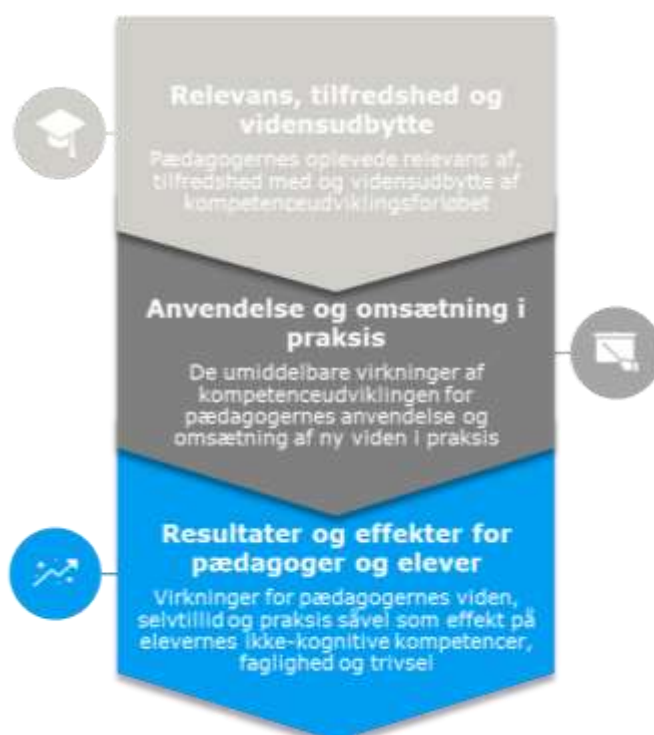 Relevans, tilfredshed og
vidensudbytte
Pædagogernes oplevede relevans af,
tilfredshed med og vidensudbytte af
kompetenceudviklingsforløbet
Anvendelse og omsætning i
praksis
De umiddelbare virkninger af
kompetenceudviklingen for
pædagogernes anvendelse og
omsætning af ny viden i praksis
Resultater og effekter for
pædagoger og elever
Virkninger for pædagogernes viden,
selvtillid og praksis såvel som effekt på
elevernes ikke-kognitive kompetencer,
faglighed og trivsel